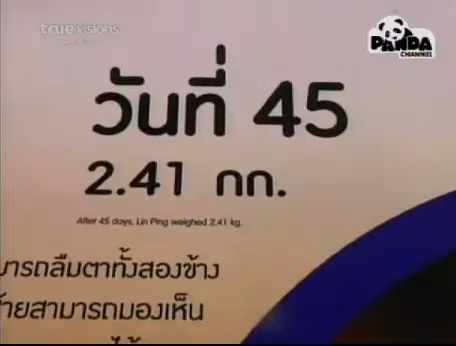 truevisions
PANDA
CHANNEL
วันที่ 45
2.41 กก.
After 45 days, Lin Ping weighed 2.41 kg.
มารถลืมตาทั้งสองข้าง
ซ้ายสามารถมองเห็น